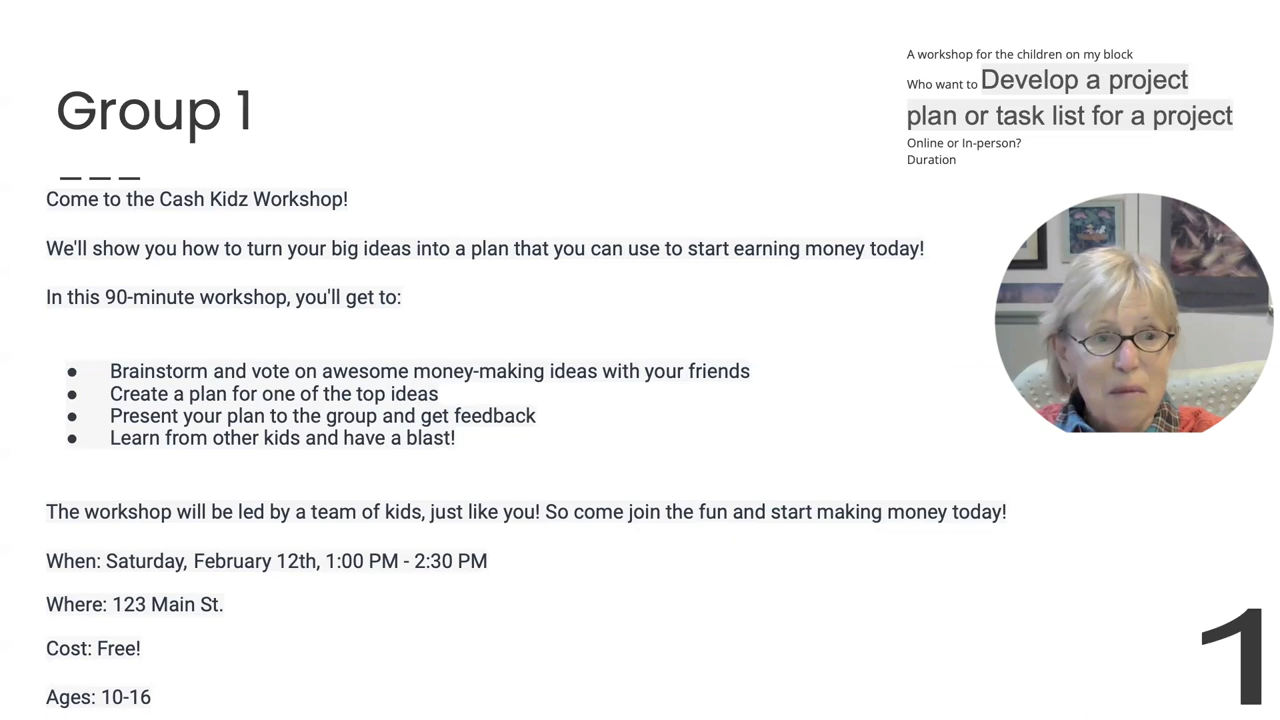 A workshop for the children on my block
Who want to Develop a project
plan or task list for a project
Online or In-person?
Duration
Group 1
Come to the Cash Kidz Workshop!
We'll show you how to turn your big ideas into a plan that you can use to start earning money today!
In this 90-minute workshop, you'll get to:
● Brainstorm and vote on awesome money-making ideas with your friends
● Create a plan for one of the top ideas
● Present your plan to the group and get feedback
● Learn from other kids and have a blast!
The workshop will be led by a team of kids, just like you! So come join the fun and start making money today!
When: Saturday, February 12th, 1:00 PM - 2:30 PM
Where: 123 Main St.
Cost: Free!
Ages: 10-16
1